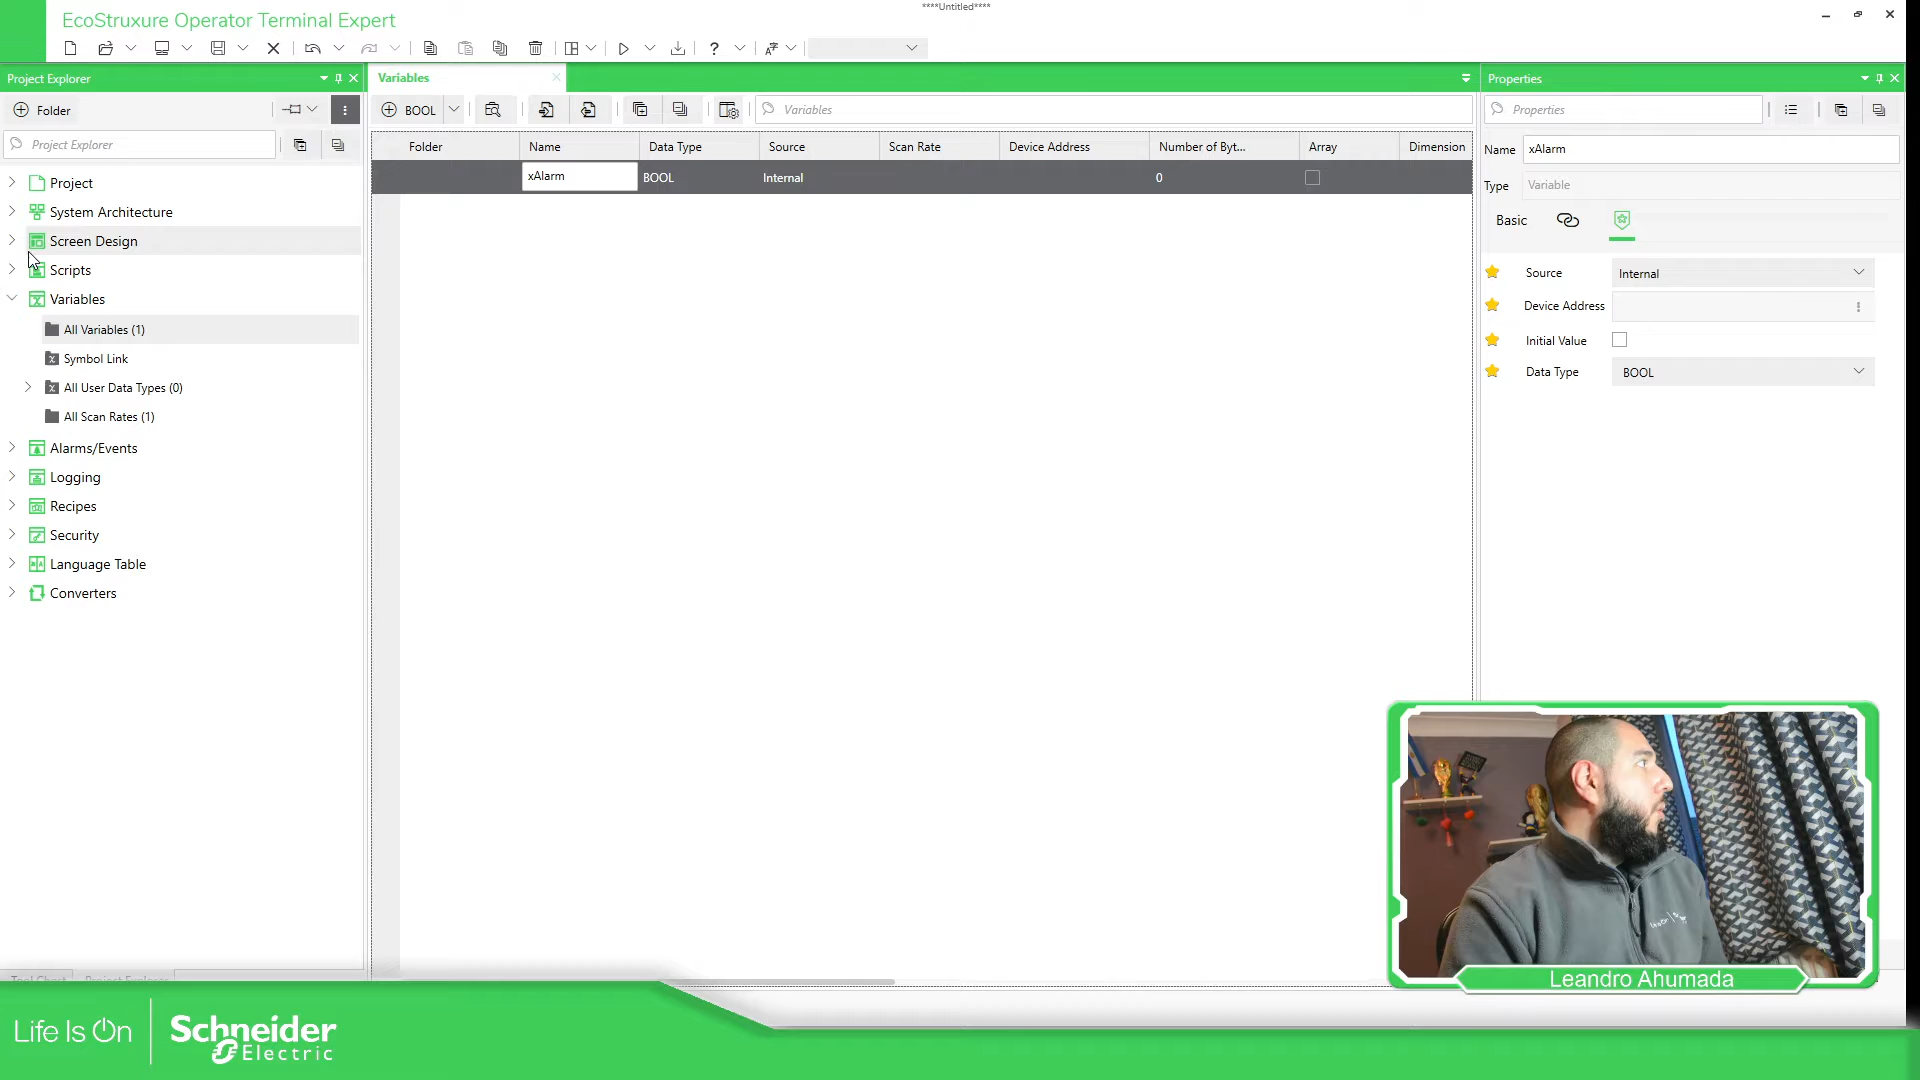 ****Untitled****
EcoStruxure Operator Terminal Expert
Project Explorer
Folder
Project Explorer
Project
System Architecture
Screen Design
Scripts
Variables
All Variables (1)
Symbol Link
All User Data Types (0)
All Scan Rates (1)
Alarms/Events
Logging
Recipes
Security
Language Table
Converters
Variables
BOOL
Variables
Folder Name Data Type Source Scan Rate Device Address Number of Byt... Array Dimension
xAlarm BOOL Internal 0
Properties
Properties
Name xAlarm
Type Variable
Basic
Source Internal
Device Address
Initial Value
Data Type BOOL
Leandro Ahumada
Life Is On
Schneider
Electric